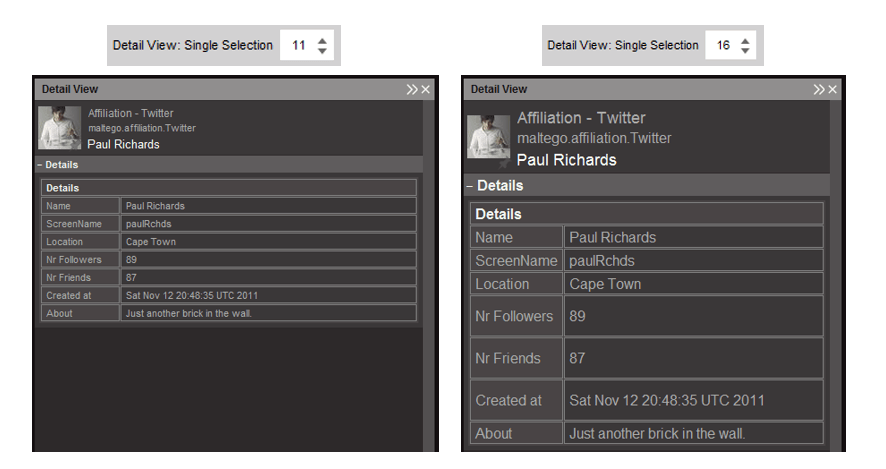 Detail View: Single Selection 11
Detail View
Affiliation - Twitter
maltego.affiliation.Twitter
Paul Richards
– Details
Details
Name Paul Richards
ScreenName paulRchds
Location Cape Town
Nr Followers 89
Nr Friends 87
Created at Sat Nov 12 20:48:35 UTC 2011
About Just another brick in the wall.
Detail View: Single Selection 16
Detail View
Affiliation - Twitter
maltego.affiliation.Twitter
Paul Richards
– Details
Details
Name Paul Richards
ScreenName paulRchds
Location Cape Town
Nr Followers 89
Nr Friends 87
Created at Sat Nov 12 20:48:35 UTC 2011
About Just another brick in the wall.